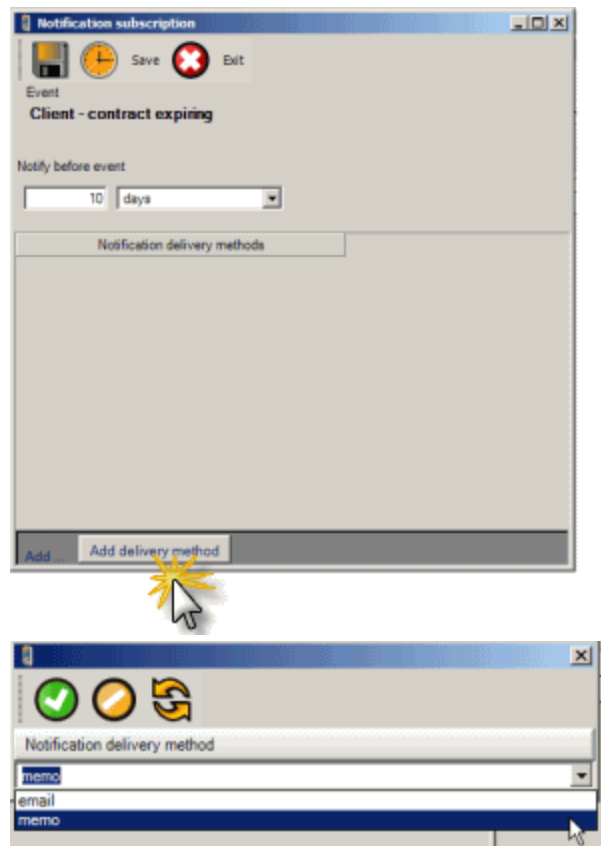 Notification subscription
Save Exit
Event
Client - contract expiring
Notify before event
10 days
Notification delivery methods
Add ... Add delivery method
Notification delivery method
memo
email
memo